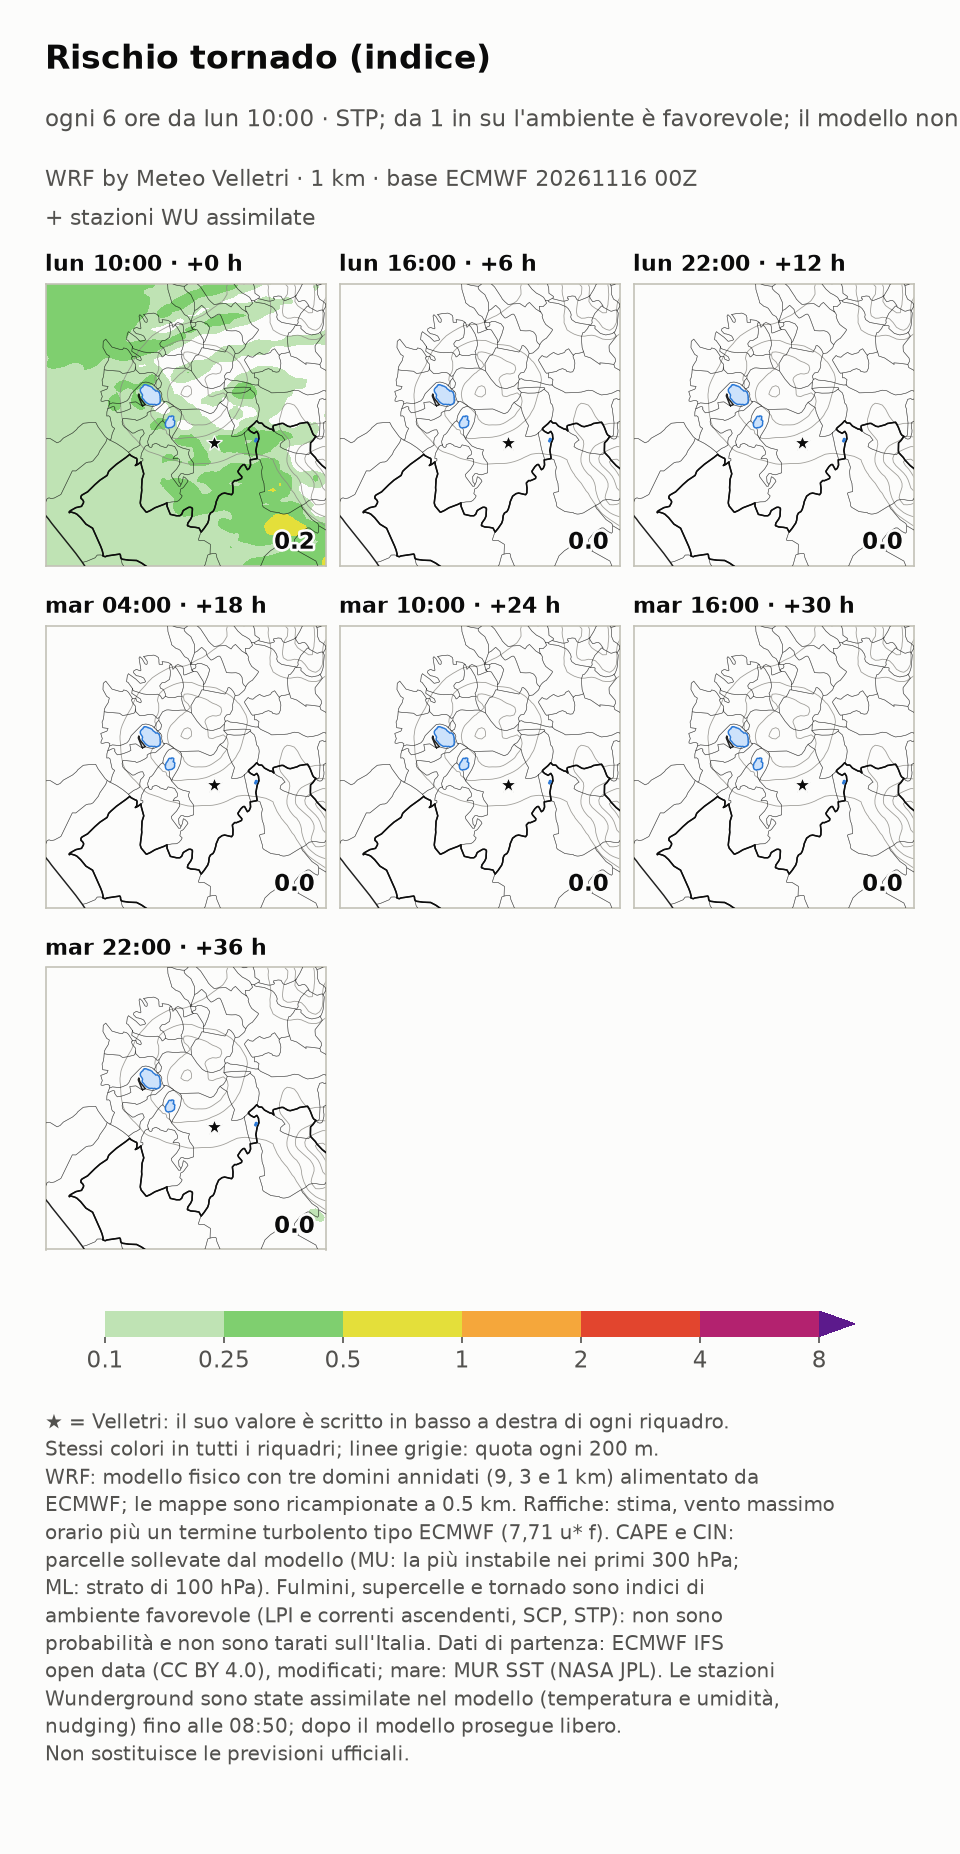 Rischio tornado (indice)
ogni 6 ore da lun 10:00 · STP; da 1 in su l'ambiente è favorevole; il modello non
WRF by Meteo Velletri · 1 km · base ECMWF 20261116 00Z
+ stazioni WU assimilate
lun 10:00 · +0 h
lun 16:00 · +6 h
lun 22:00 · +12 h
0.2
0.0
0.0
mar 04:00 · +18 h
mar 10:00 · +24 h
mar 16:00 · +30 h
0.0
0.0
0.0
mar 22:00 · +36 h
0.0
0.1 0.25 0.5 1 2 4 8
★ = Velletri: il suo valore è scritto in basso a destra di ogni riquadro.
Stessi colori in tutti i riquadri; linee grigie: quota ogni 200 m.
WRF: modello fisico con tre domini annidati (9, 3 e 1 km) alimentato da
ECMWF; le mappe sono ricampionate a 0.5 km. Raffiche: stima, vento massimo
orario più un termine turbolento tipo ECMWF (7,71 u* f). CAPE e CIN:
parcelle sollevate dal modello (MU: la più instabile nei primi 300 hPa;
ML: strato di 100 hPa). Fulmini, supercelle e tornado sono indici di
ambiente favorevole (LPI e correnti ascendenti, SCP, STP): non sono
probabilità e non sono tarati sull'Italia. Dati di partenza: ECMWF IFS
open data (CC BY 4.0), modificati; mare: MUR SST (NASA JPL). Le stazioni
Wunderground sono state assimilate nel modello (temperatura e umidità,
nudging) fino alle 08:50; dopo il modello prosegue libero.
Non sostituisce le previsioni ufficiali.